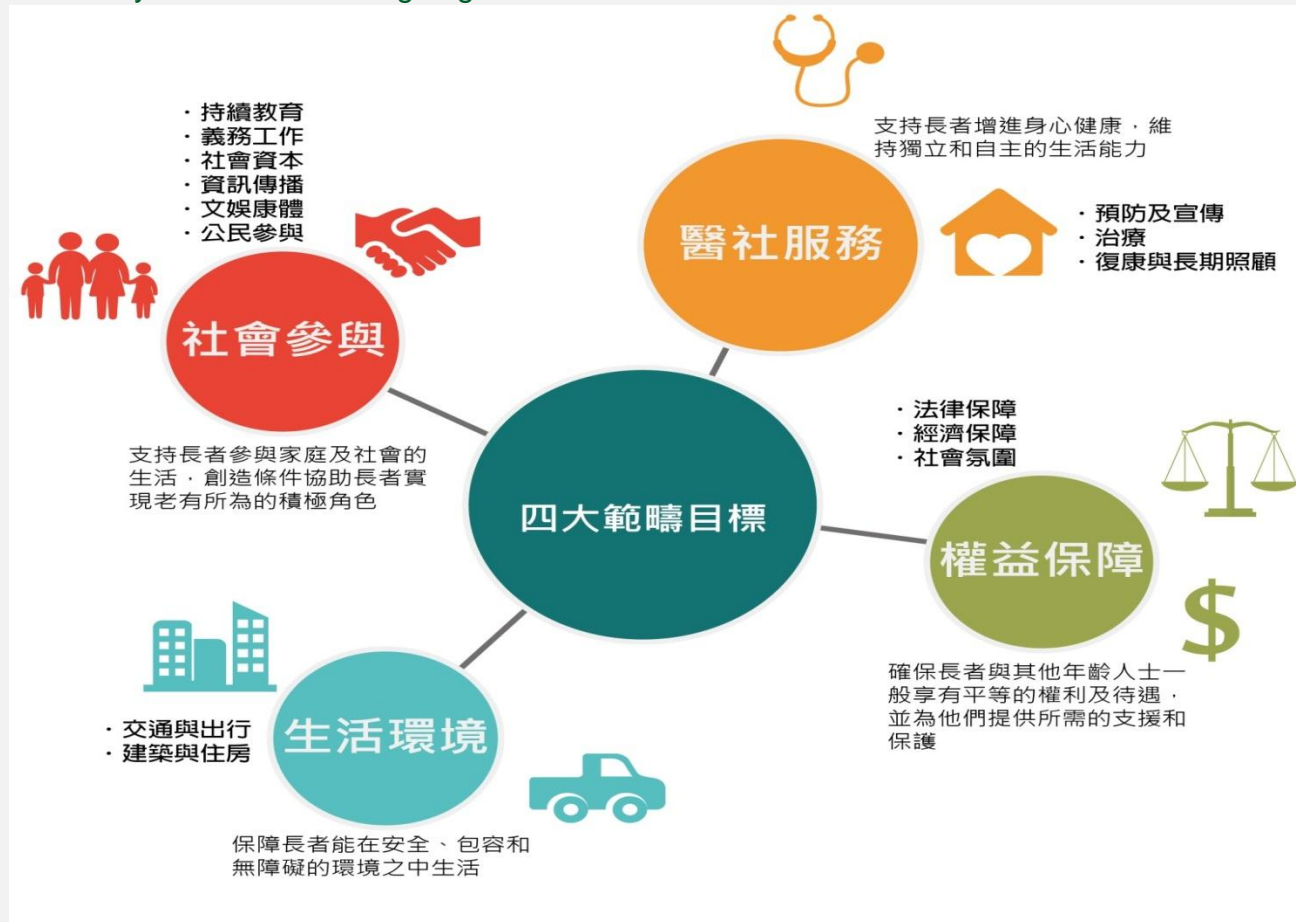 · 持續教育
· 義務工作
· 社會資本
· 資訊傳播
· 文娛康體
· 公民參與
社會參與
支持長者參與家庭及社會的
生活，創造條件協助長者實
現老有所為的積極角色
支持長者增進身心健康，維
持獨立和自主的生活能力
醫社服務
· 預防及宣傳
· 治療
· 復康與長期照顧
四大範疇目標
· 法律保障
· 經濟保障
· 社會氛圍
權益保障
$
確保長者與其他年齡人士一
般享有平等的權利及待遇，
並為他們提供所需的支援和
保護
· 交通與出行
· 建築與住房
生活環境
保障長者能在安全、包容和
無障礙的環境之中生活